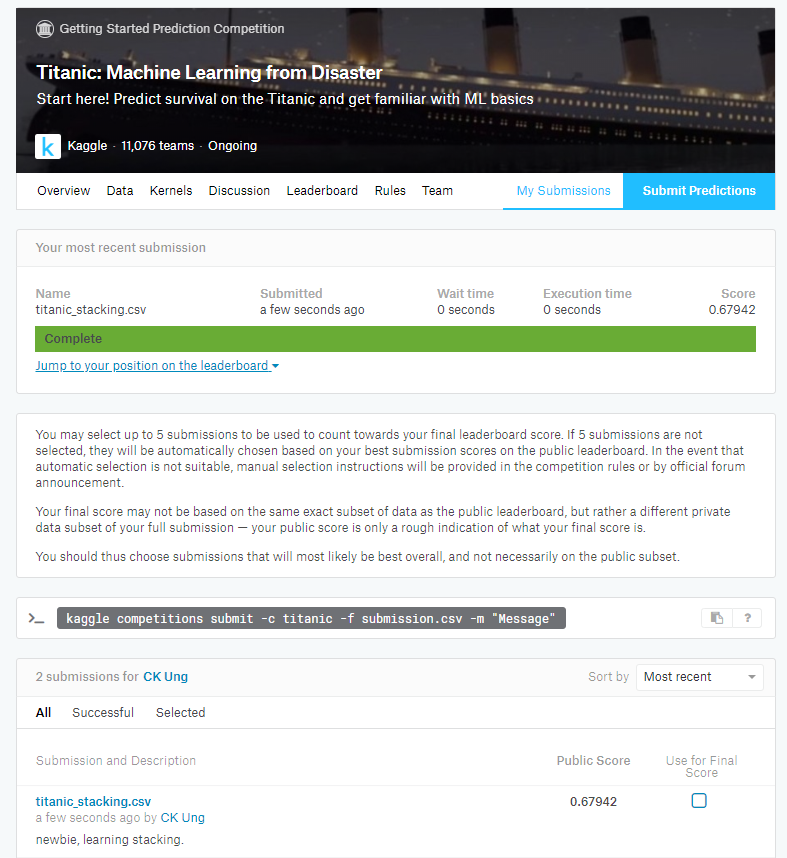 Getting Started Prediction Competition
Titanic: Machine Learning from Disaster
Start here! Predict survival on the Titanic and get familiar with ML basics
k Kaggle · 11,076 teams · Ongoing
Overview Data Kernels Discussion Leaderboard Rules Team My Submissions Submit Predictions
Your most recent submission
Name Submitted Wait time Execution time Score
titanic_stacking.csv a few seconds ago 0 seconds 0 seconds 0.67942
Complete
Jump to your position on the leaderboard
You may select up to 5 submissions to be used to count towards your final leaderboard score. If 5 submissions are not
selected, they will be automatically chosen based on your best submission scores on the public leaderboard. In the event that
automatic selection is not suitable, manual selection instructions will be provided in the competition rules or by official forum
announcement.
Your final score may not be based on the same exact subset of data as the public leaderboard, but rather a different private
data subset of your full submission — your public score is only a rough indication of what your final score is.
You should thus choose submissions that will most likely be best overall, and not necessarily on the public subset.
>_ kaggle competitions submit -c titanic -f submission.csv -m "Message" ?
2 submissions for CK Ung Sort by Most recent
All Successful Selected
Submission and Description Public Score Use for Final
Score
titanic_stacking.csv 0.67942
a few seconds ago by CK Ung
newbie, learning stacking.